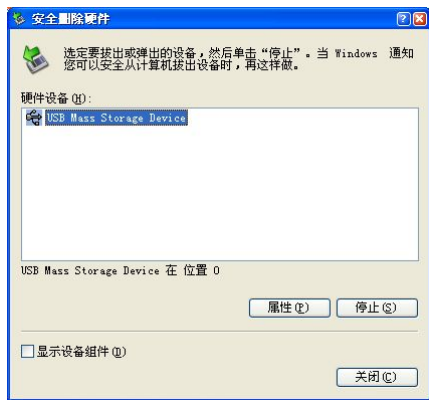 安全删除硬件
选定要拔出或弹出的设备，然后单击“停止”。当 Windows 通知
您可以安全从计算机拔出设备时，再这样做。
硬件设备(H):
USB Mass Storage Device
USB Mass Storage Device 在 位置 0
属性(P) 停止(S)
显示设备组件(D)
关闭(C)